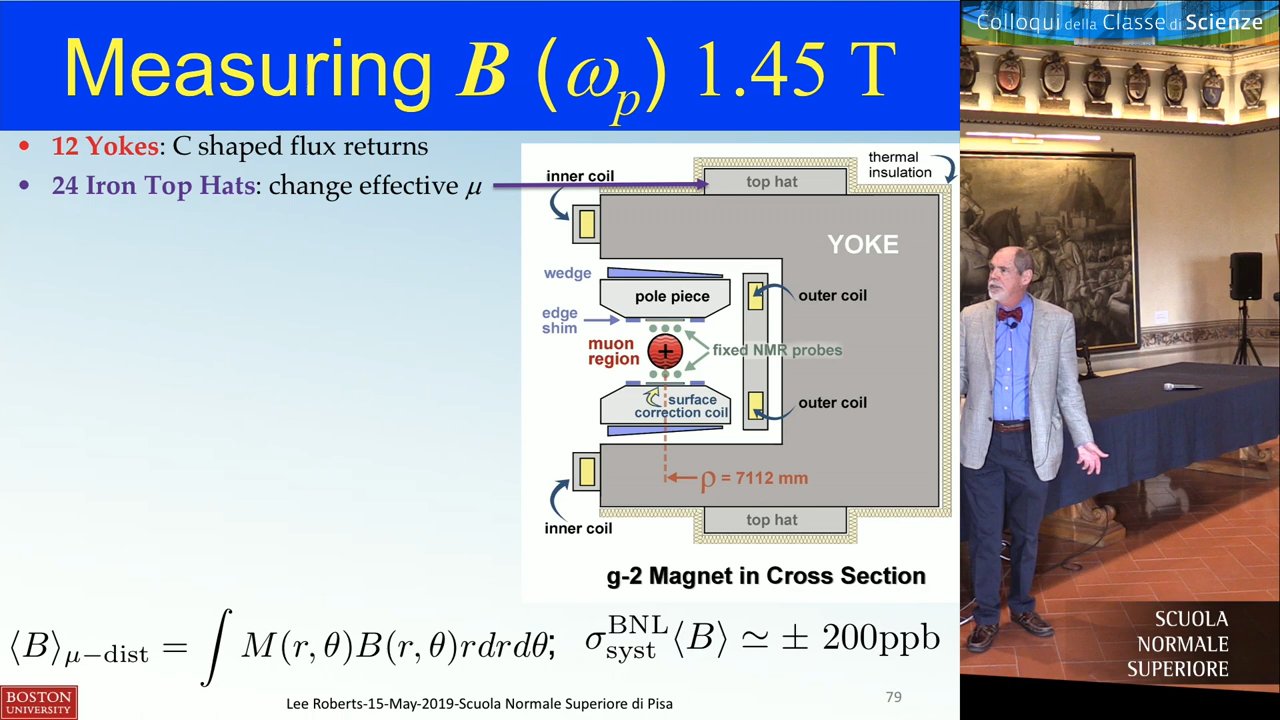 Measuring B (ωp) 1.45 T
• 12 Yokes: C shaped flux returns
• 24 Iron Top Hats: change effective μ
inner coil
top hat
thermal
insulation
YOKE
wedge
pole piece
outer coil
edge
shim
muon
region
fixed NMR probes
surface
correction coil
outer coil
ρ = 7112 mm
inner coil
top hat
g-2 Magnet in Cross Section
⟨B⟩μ−dist = ∫ M(r, θ)B(r, θ)rdrdθ; σ syst BNL ⟨B⟩ ≃ ± 200ppb
BOSTON
UNIVERSITY
Lee Roberts-15-May-2019-Scuola Normale Superiore di Pisa
79
Colloqui della Classe di Scienze
SCUOLA
NORMALE
SUPERIORE